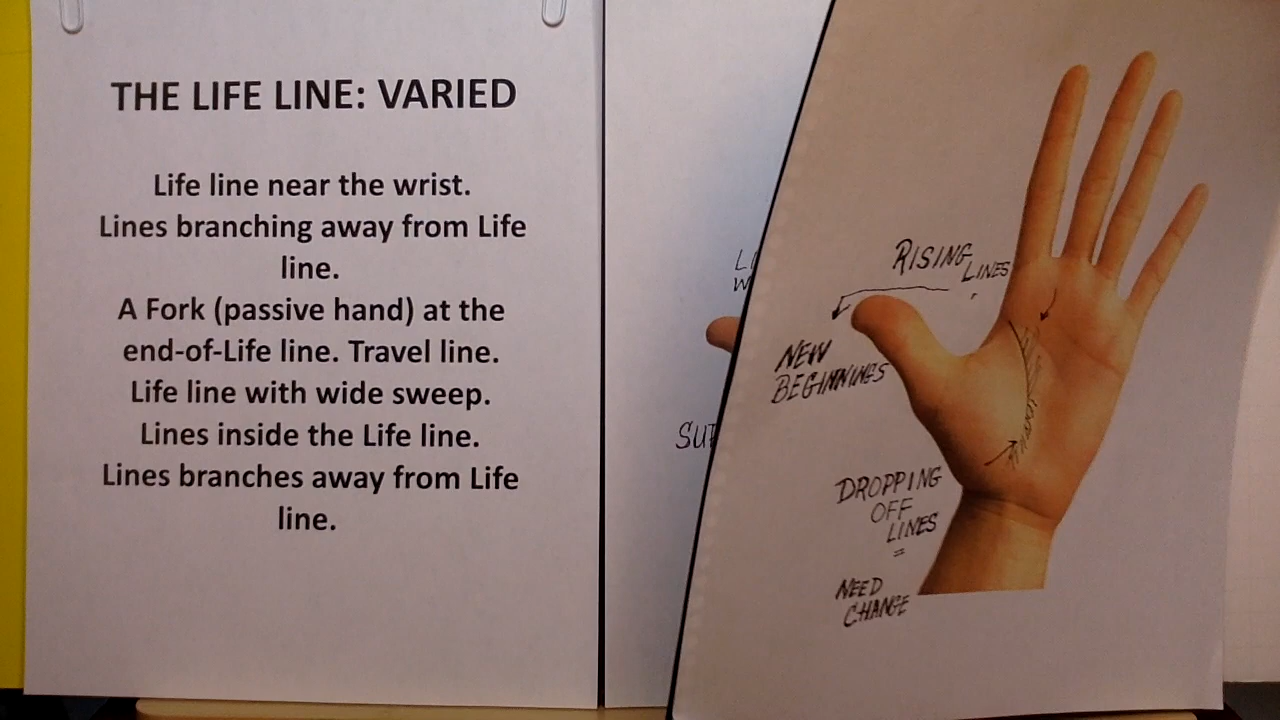 THE LIFE LINE: VARIED
Life line near the wrist.
Lines branching away from Life
line.
A Fork (passive hand) at the
end-of-Life line. Travel line.
Life line with wide sweep.
Lines inside the Life line.
Lines branches away from Life
line.
RISING
LINES
NEW
BEGINNINGS
DROPPING
OFF
LINES
=
NEED
CHANGE